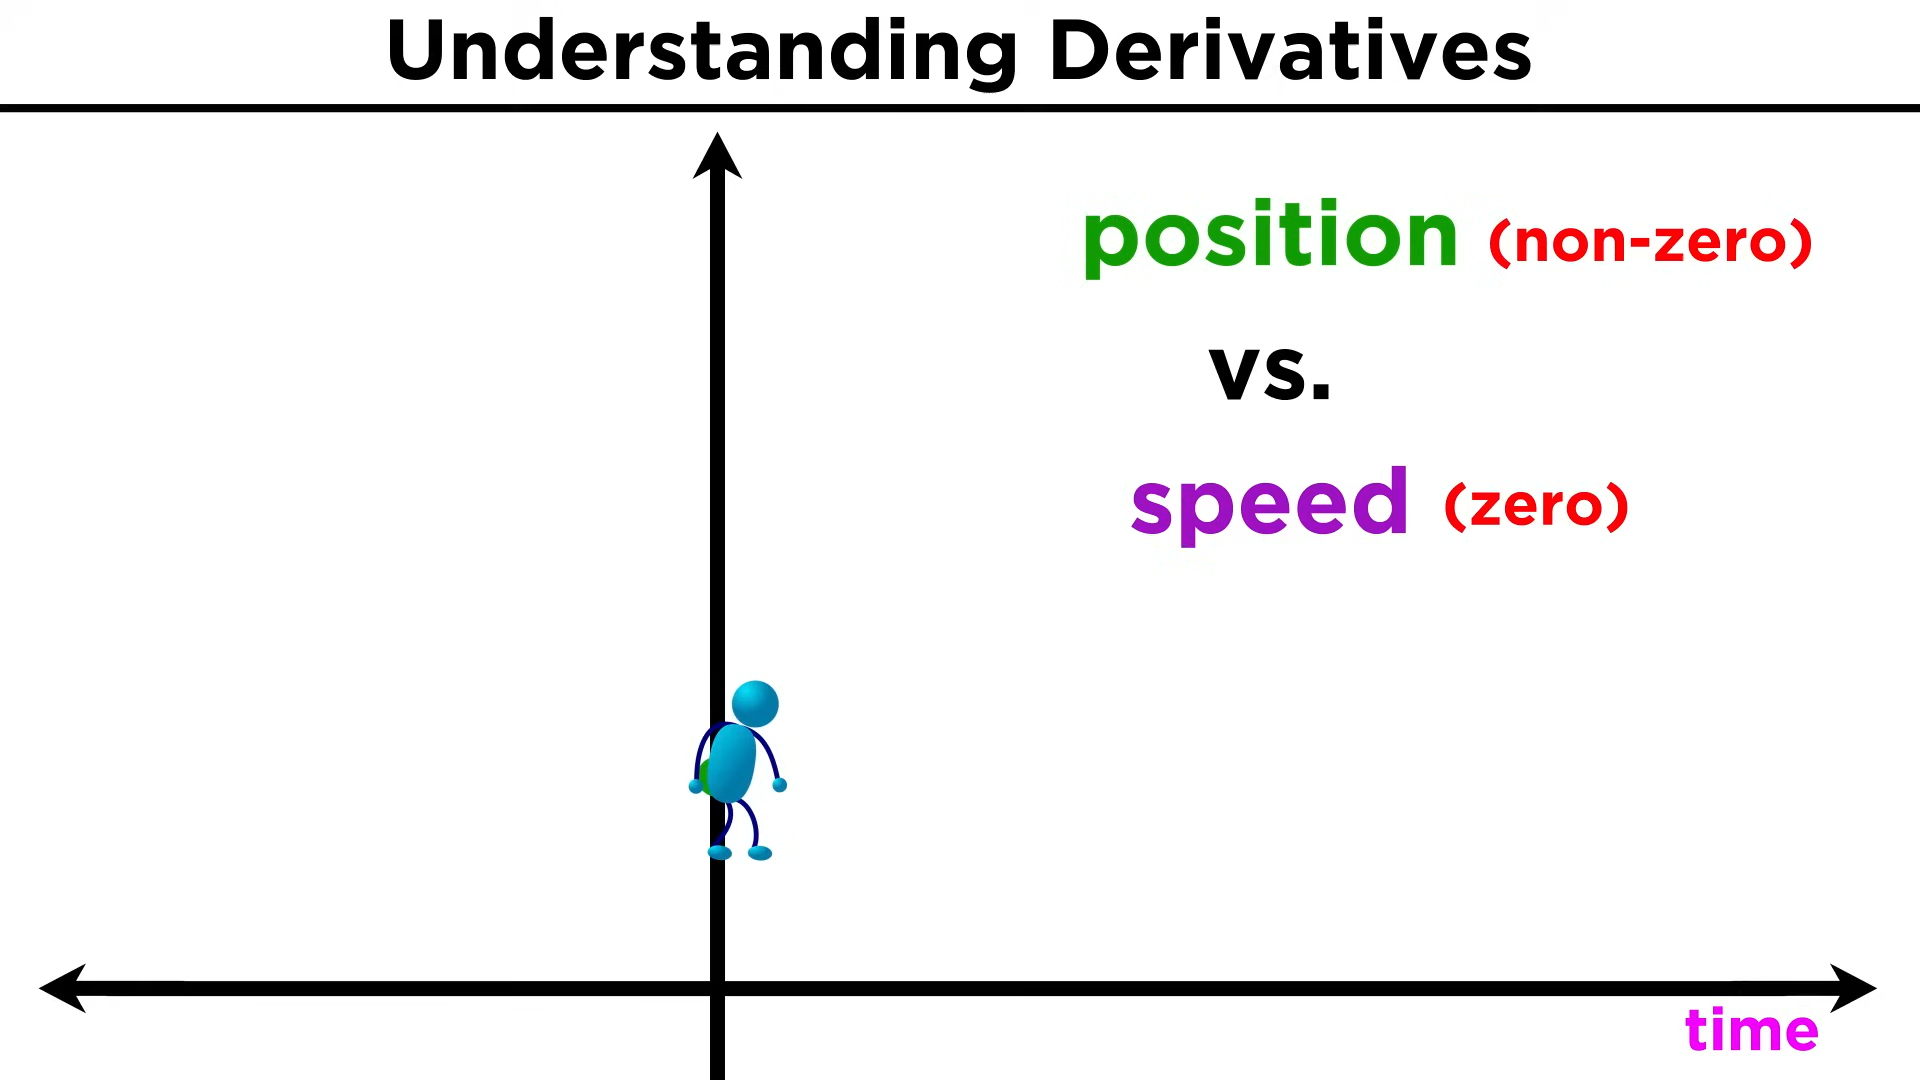 Understanding Derivatives
position (non-zero)
vs.
speed (zero)
time